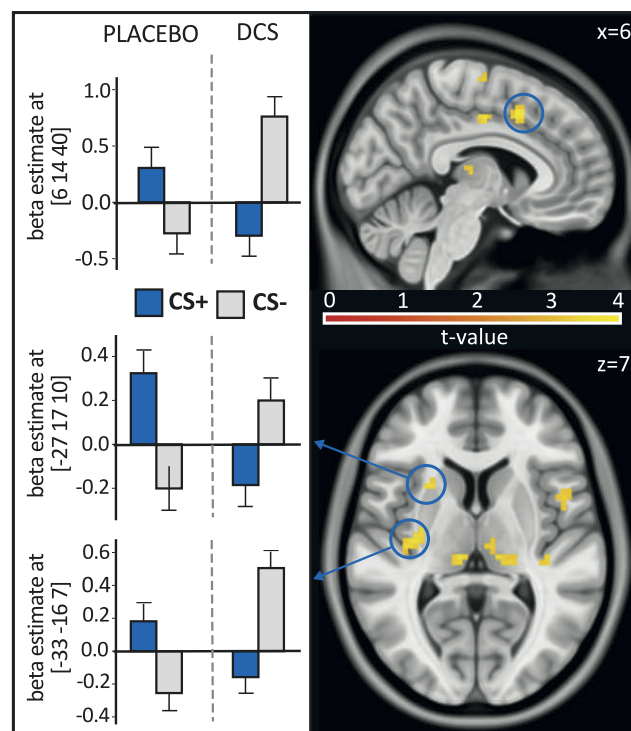 PLACEBO DCS
x=6
beta estimate at
[6 14 40]
1.0
0.5
0.0
-0.5
CS+ CS-
0 1 2 3 4
t-value
beta estimate at
[-27 17 10]
0.4
0.2
0.0
-0.2
z=7
beta estimate at
[-33 -16 7]
0.6
0.4
0.2
0.0
-0.2
-0.4